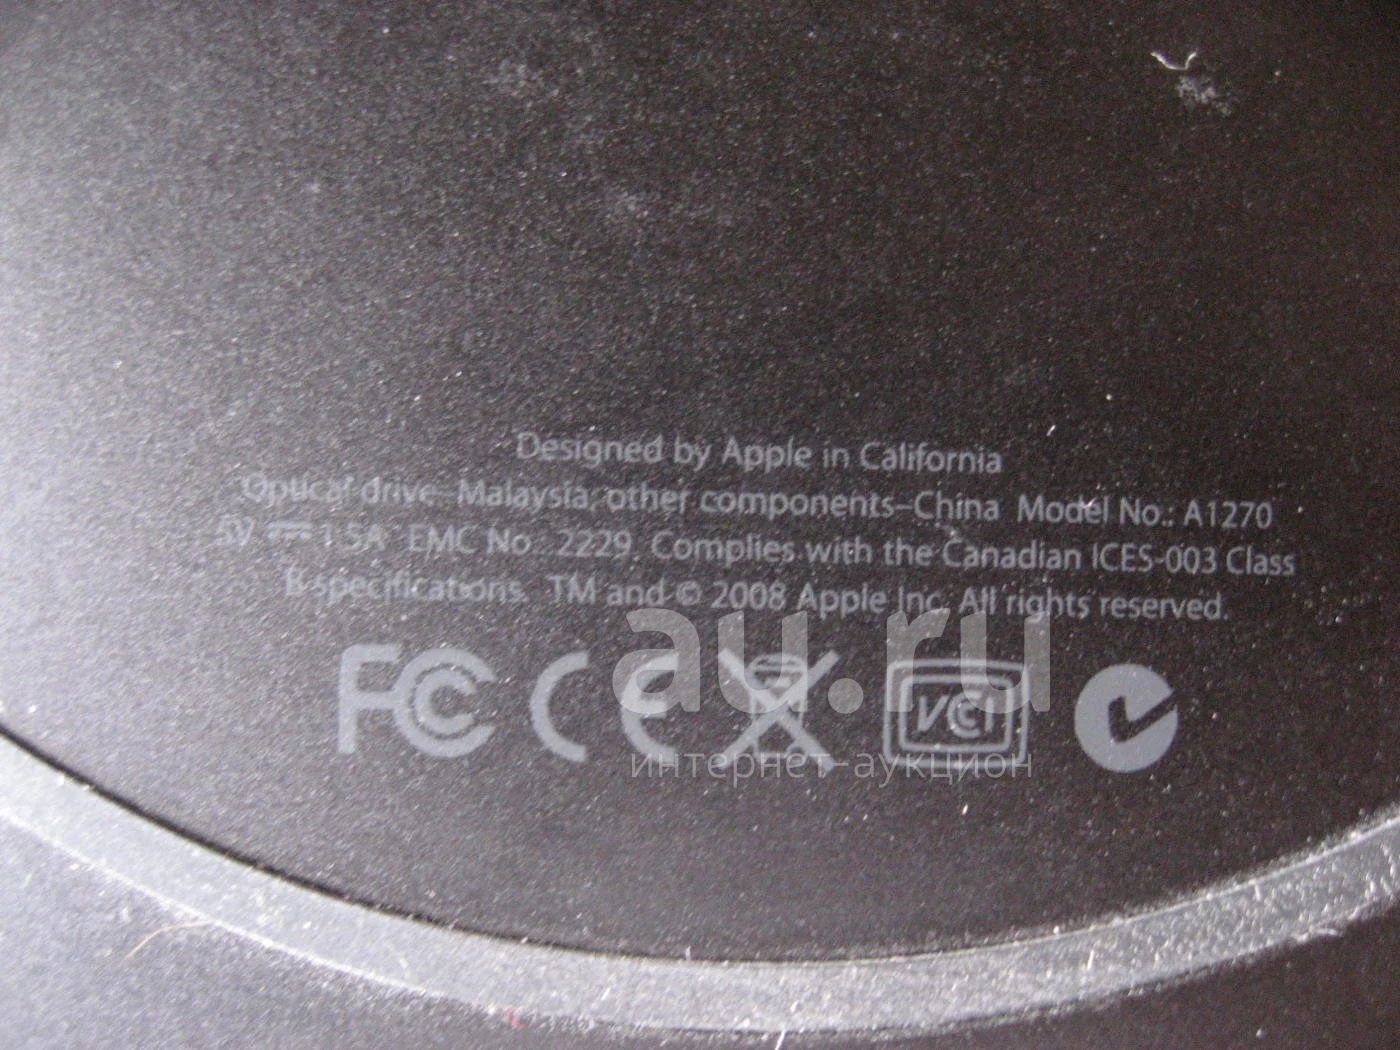 Designed by Apple in California
Optical drive–Malaysia, other components–China Model No.: A1270
5V ⎓ 1.5A EMC No.: 2229. Complies with the Canadian ICES-003 Class
B specifications. TM and © 2008 Apple Inc. All rights reserved.
FC CE VCI
au.ru
интернет-аукцион